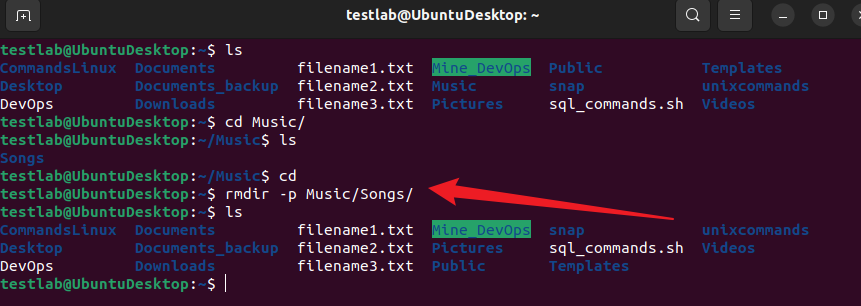 testlab@UbuntuDesktop: ~
testlab@UbuntuDesktop:~$ ls
CommandsLinux Documents filename1.txt Mine_DevOps Public Templates
Desktop Documents_backup filename2.txt Music snap unixcommands
DevOps Downloads filename3.txt Pictures sql_commands.sh Videos
testlab@UbuntuDesktop:~$ cd Music/
testlab@UbuntuDesktop:~/Music$ ls
Songs
testlab@UbuntuDesktop:~/Music$ cd
testlab@UbuntuDesktop:~$ rmdir -p Music/Songs/
testlab@UbuntuDesktop:~$ ls
CommandsLinux Documents filename1.txt Mine_DevOps snap unixcommands
Desktop Documents_backup filename2.txt Pictures sql_commands.sh Videos
DevOps Downloads filename3.txt Public Templates
testlab@UbuntuDesktop:~$